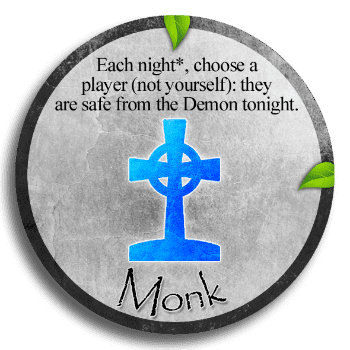 Each night*, choose a
player (not yourself): they
are safe from the Demon tonight.
Monk